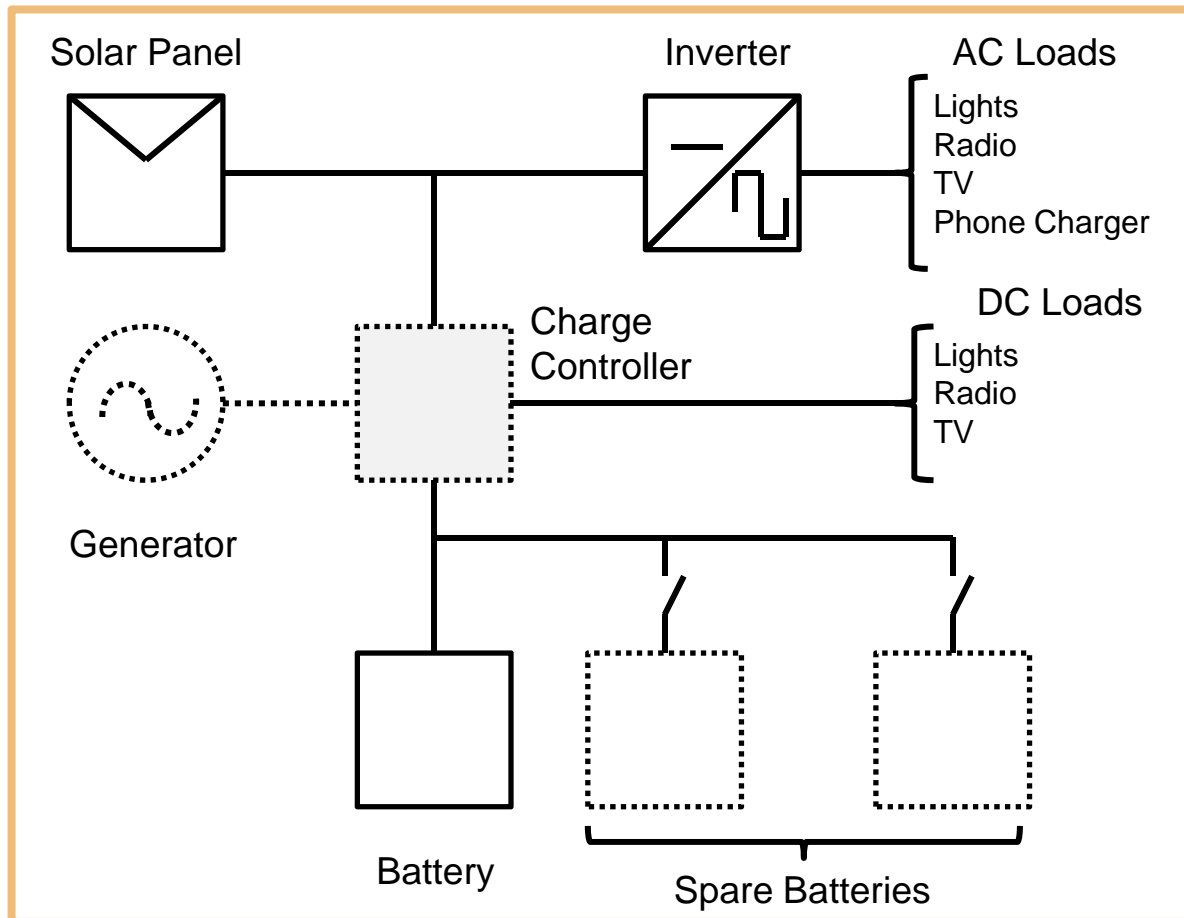 Solar Panel
Inverter
AC Loads
Lights
Radio
TV
Phone Charger
DC Loads
Charge
Controller
Lights
Radio
TV
Generator
Battery
Spare Batteries